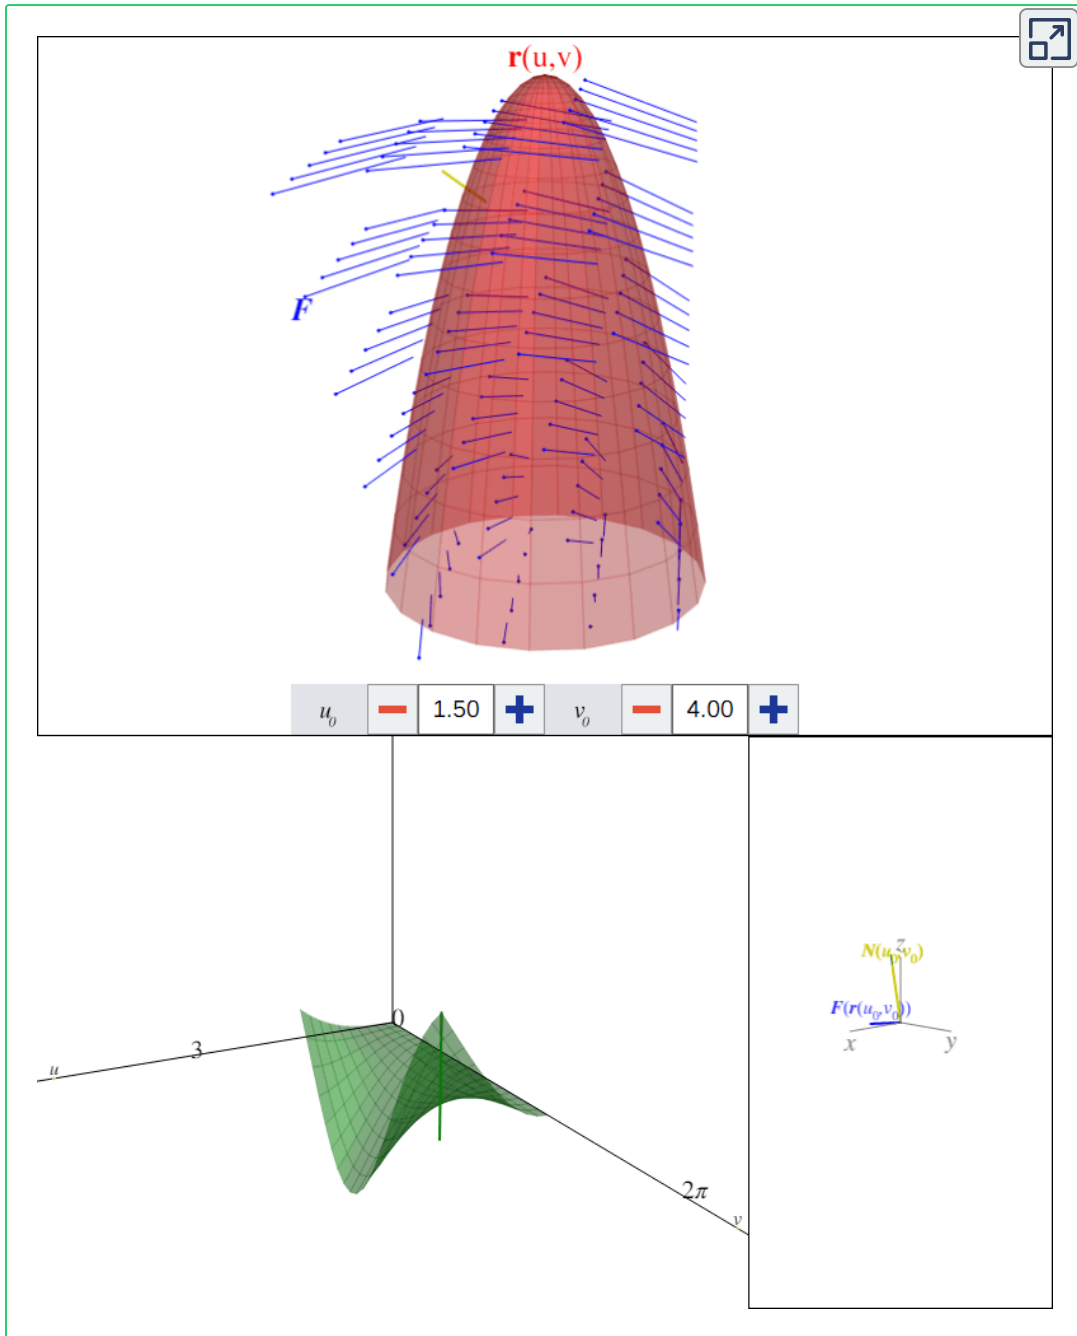 r(u,v)
F
u₀ − 1.50 + v₀ − 4.00 +
0
3
u
2π
v
z
N(u₀,v₀)
F(r(u₀,v₀))
x
y